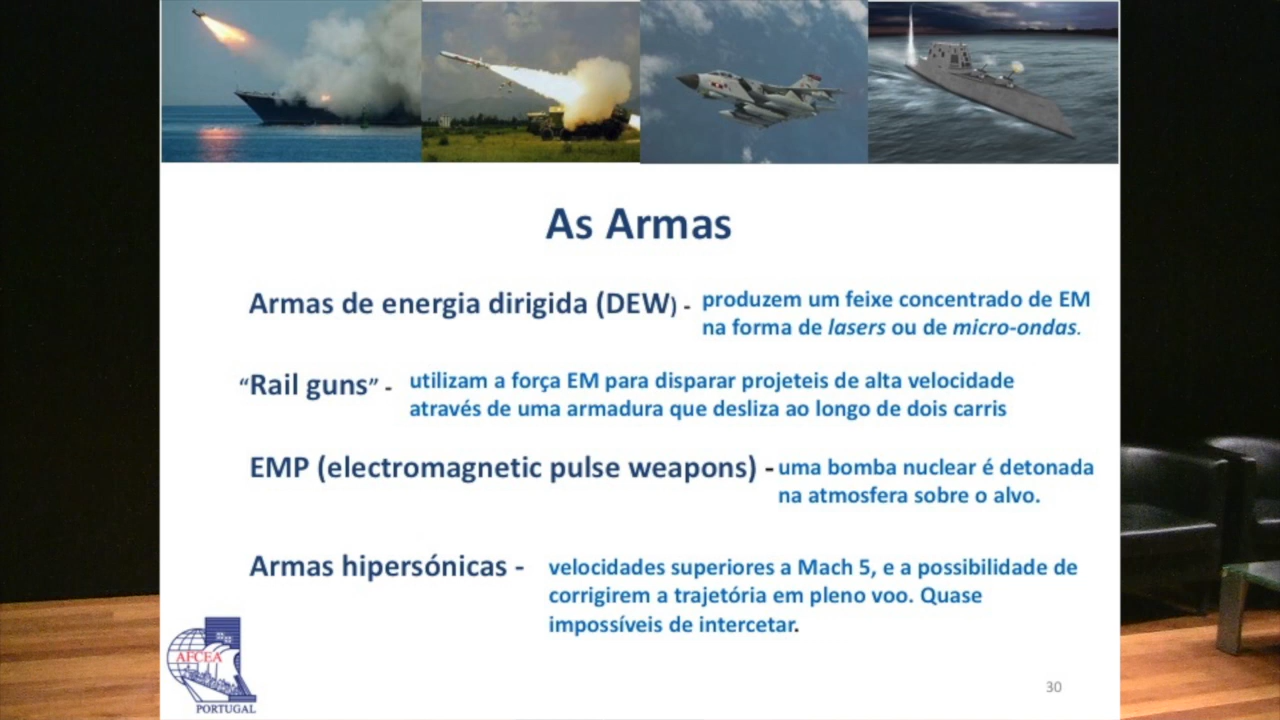 As Armas
Armas de energia dirigida (DEW) - produzem um feixe concentrado de EM
na forma de lasers ou de micro-ondas.
“Rail guns” - utilizam a força EM para disparar projeteis de alta velocidade
através de uma armadura que desliza ao longo de dois carris
EMP (electromagnetic pulse weapons) - uma bomba nuclear é detonada
na atmosfera sobre o alvo.
Armas hipersónicas - velocidades superiores a Mach 5, e a possibilidade de
corrigirem a trajetória em pleno voo. Quase
impossíveis de intercetar.
AFCEA
PORTUGAL
30